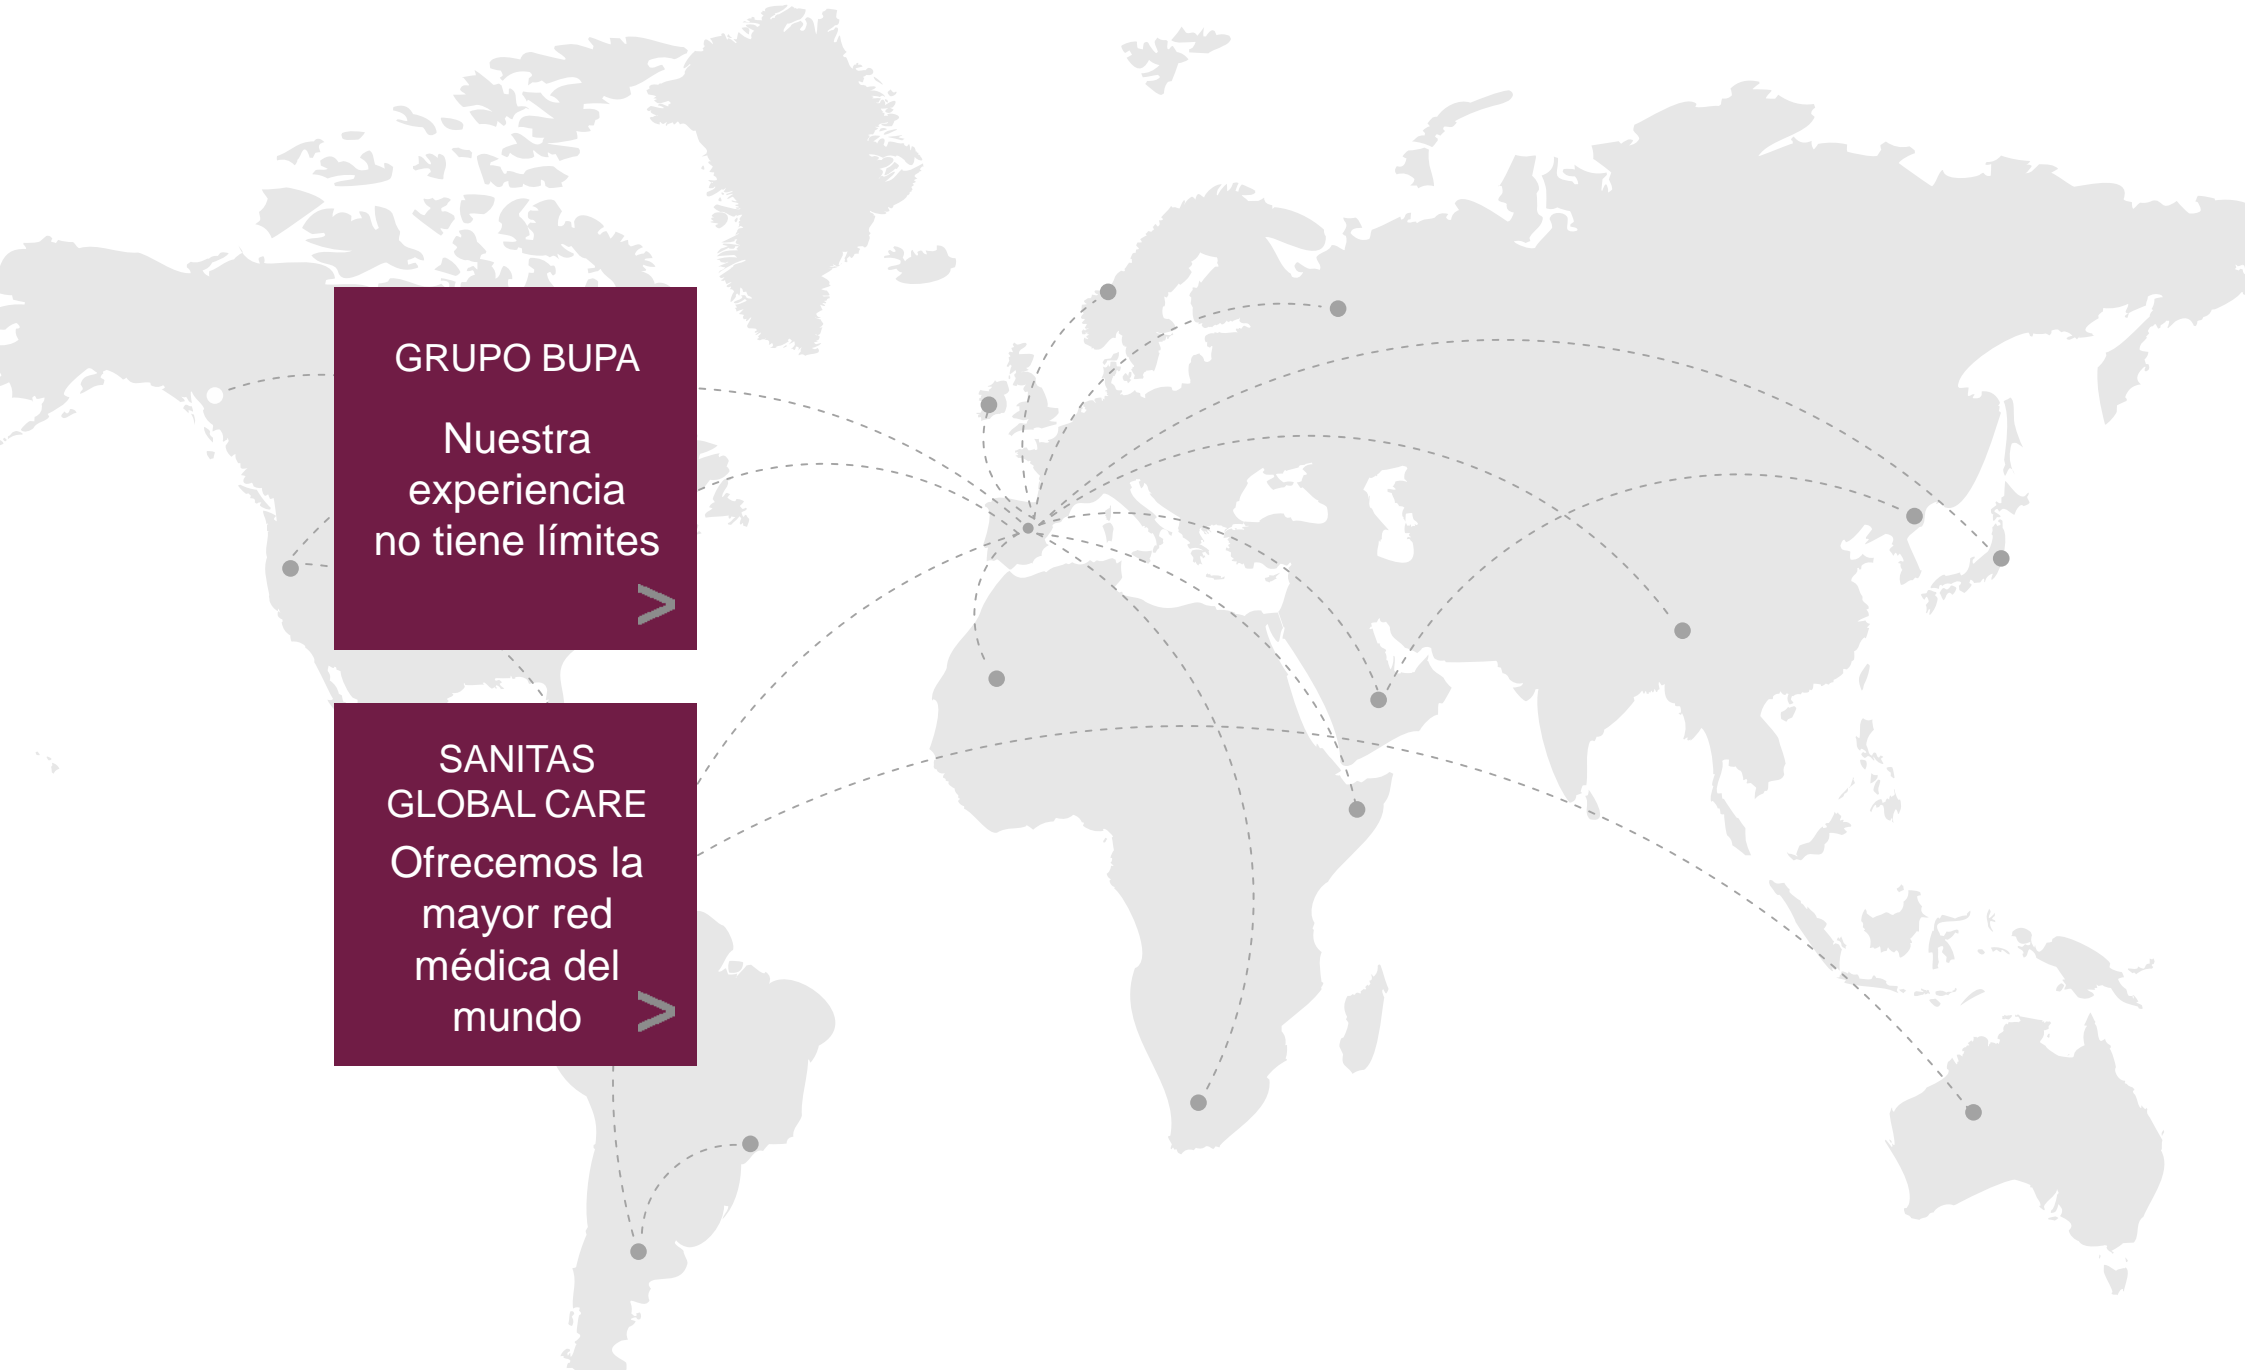 GRUPO BUPA
Nuestra
experiencia
no tiene límites
>
SANITAS
GLOBAL CARE
Ofrecemos la
mayor red
médica del
mundo
>